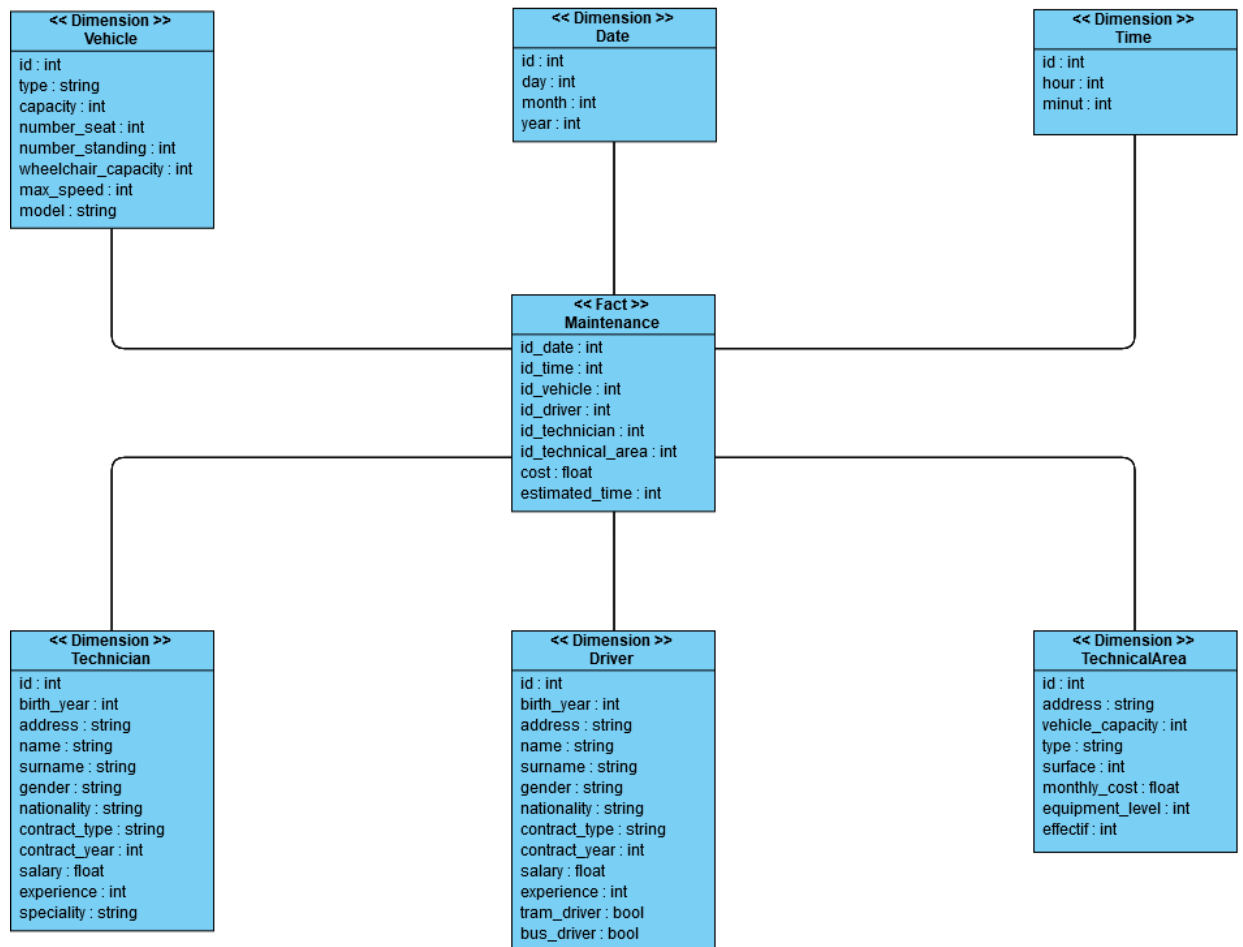 << Dimension >>
Vehicle
id : int
type : string
capacity : int
number_seat : int
number_standing : int
wheelchair_capacity : int
max_speed : int
model : string
<< Dimension >>
Date
id : int
day : int
month : int
year : int
<< Dimension >>
Time
id : int
hour : int
minut : int
<< Fact >>
Maintenance
id_date : int
id_time : int
id_vehicle : int
id_driver : int
id_technician : int
id_technical_area : int
cost : float
estimated_time : int
<< Dimension >>
Technician
id : int
birth_year : int
address : string
name : string
surname : string
gender : string
nationality : string
contract_type : string
contract_year : int
salary : float
experience : int
speciality : string
<< Dimension >>
Driver
id : int
birth_year : int
address : string
name : string
surname : string
gender : string
nationality : string
contract_type : string
contract_year : int
salary : float
experience : int
tram_driver : bool
bus_driver : bool
<< Dimension >>
TechnicalArea
id : int
address : string
vehicle_capacity : int
type : string
surface : int
monthly_cost : float
equipment_level : int
effectif : int